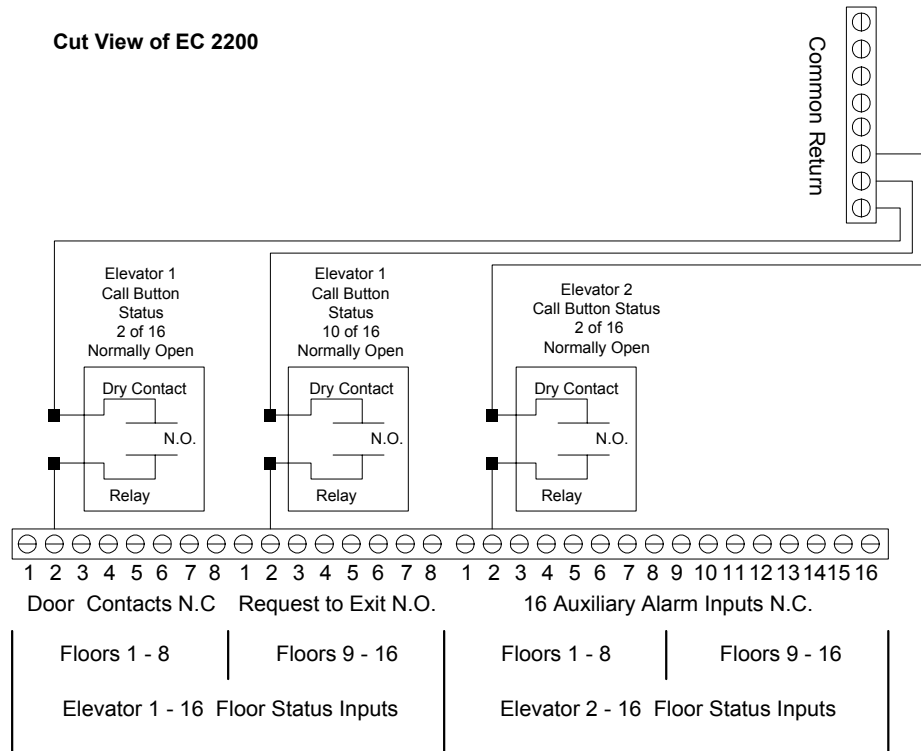 Cut View of EC 2200
Common Return
Elevator 1
Call Button
Status
2 of 16
Normally Open
Elevator 1
Call Button
Status
10 of 16
Normally Open
Elevator 2
Call Button Status
2 of 16
Normally Open
Dry Contact
N.O.
Relay
Dry Contact
N.O.
Relay
Dry Contact
N.O.
Relay
1 2 3 4 5 6 7 8 1 2 3 4 5 6 7 8 1 2 3 4 5 6 7 8 9 10 11 12 13 14 15 16
Door Contacts N.C Request to Exit N.O. 16 Auxiliary Alarm Inputs N.C.
Floors 1 - 8 Floors 9 - 16 Floors 1 - 8 Floors 9 - 16
Elevator 1 - 16 Floor Status Inputs Elevator 2 - 16 Floor Status Inputs